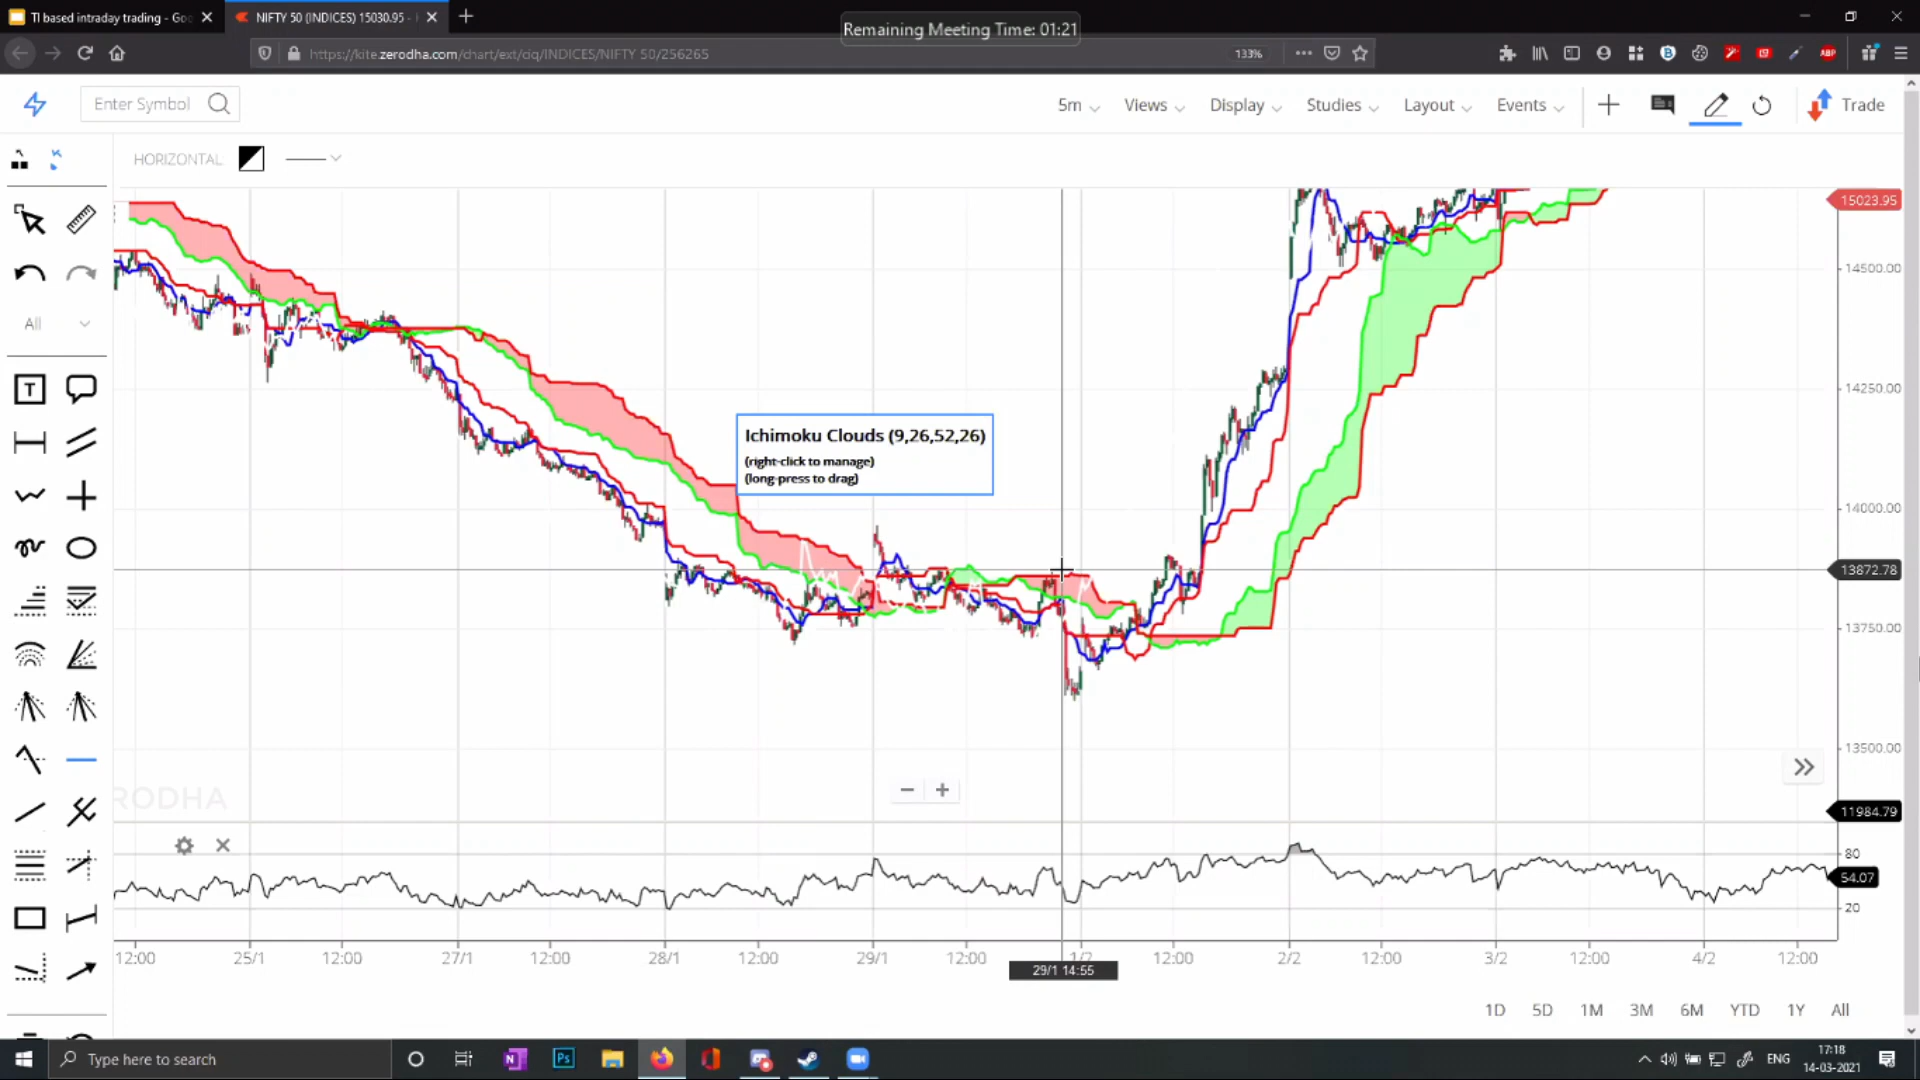 TI based intraday trading - Goo
NIFTY 50 (INDICES) 15030.95 -
Remaining Meeting Time: 01:21
https://kite.zerodha.com/chart/ext/ciq/INDICES/NIFTY 50/256265
133%
ABP
Enter Symbol
5m
Views
Display
Studies
Layout
Events
Trade
HORIZONTAL
All
T
15023.95
14500.00
14250.00
Ichimoku Clouds (9,26,52,26)
(right-click to manage)
(long-press to drag)
14000.00
13872.78
13750.00
13500.00
RODHA
11984.79
80
54.07
20
12:00 25/1 12:00 27/1 12:00 28/1 12:00 29/1 12:00 1/2 12:00 2/2 12:00 3/2 12:00 4/2 12:00
29/1 14:55
1D 5D 1M 3M 6M YTD 1Y All
Type here to search
N
Ps
ENG
17:18
14-03-2021